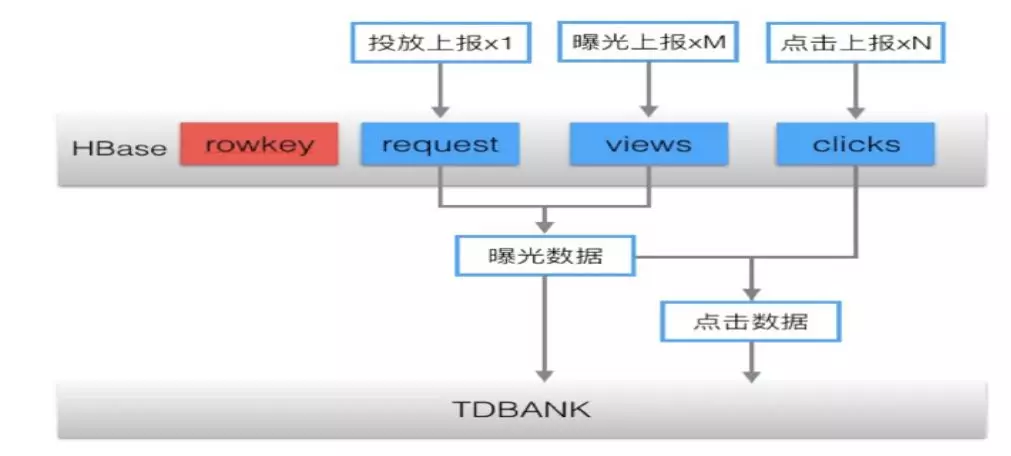 投放上报x1
曝光上报xM
点击上报xN
HBase
rowkey
request
views
clicks
曝光数据
点击数据
TDBANK